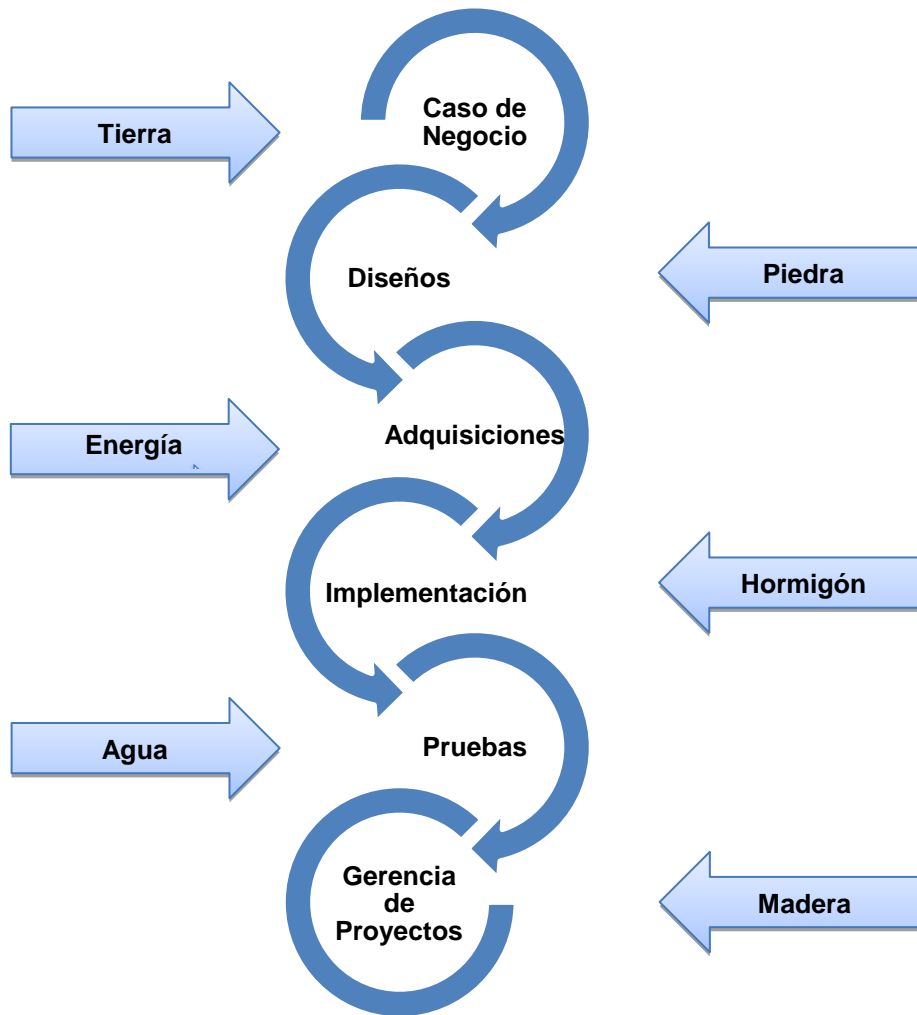 Caso de
Negocio
Tierra
Diseños
Piedra
Adquisiciones
Energía
Implementación
Hormigón
Pruebas
Agua
Gerencia
de
Proyectos
Madera